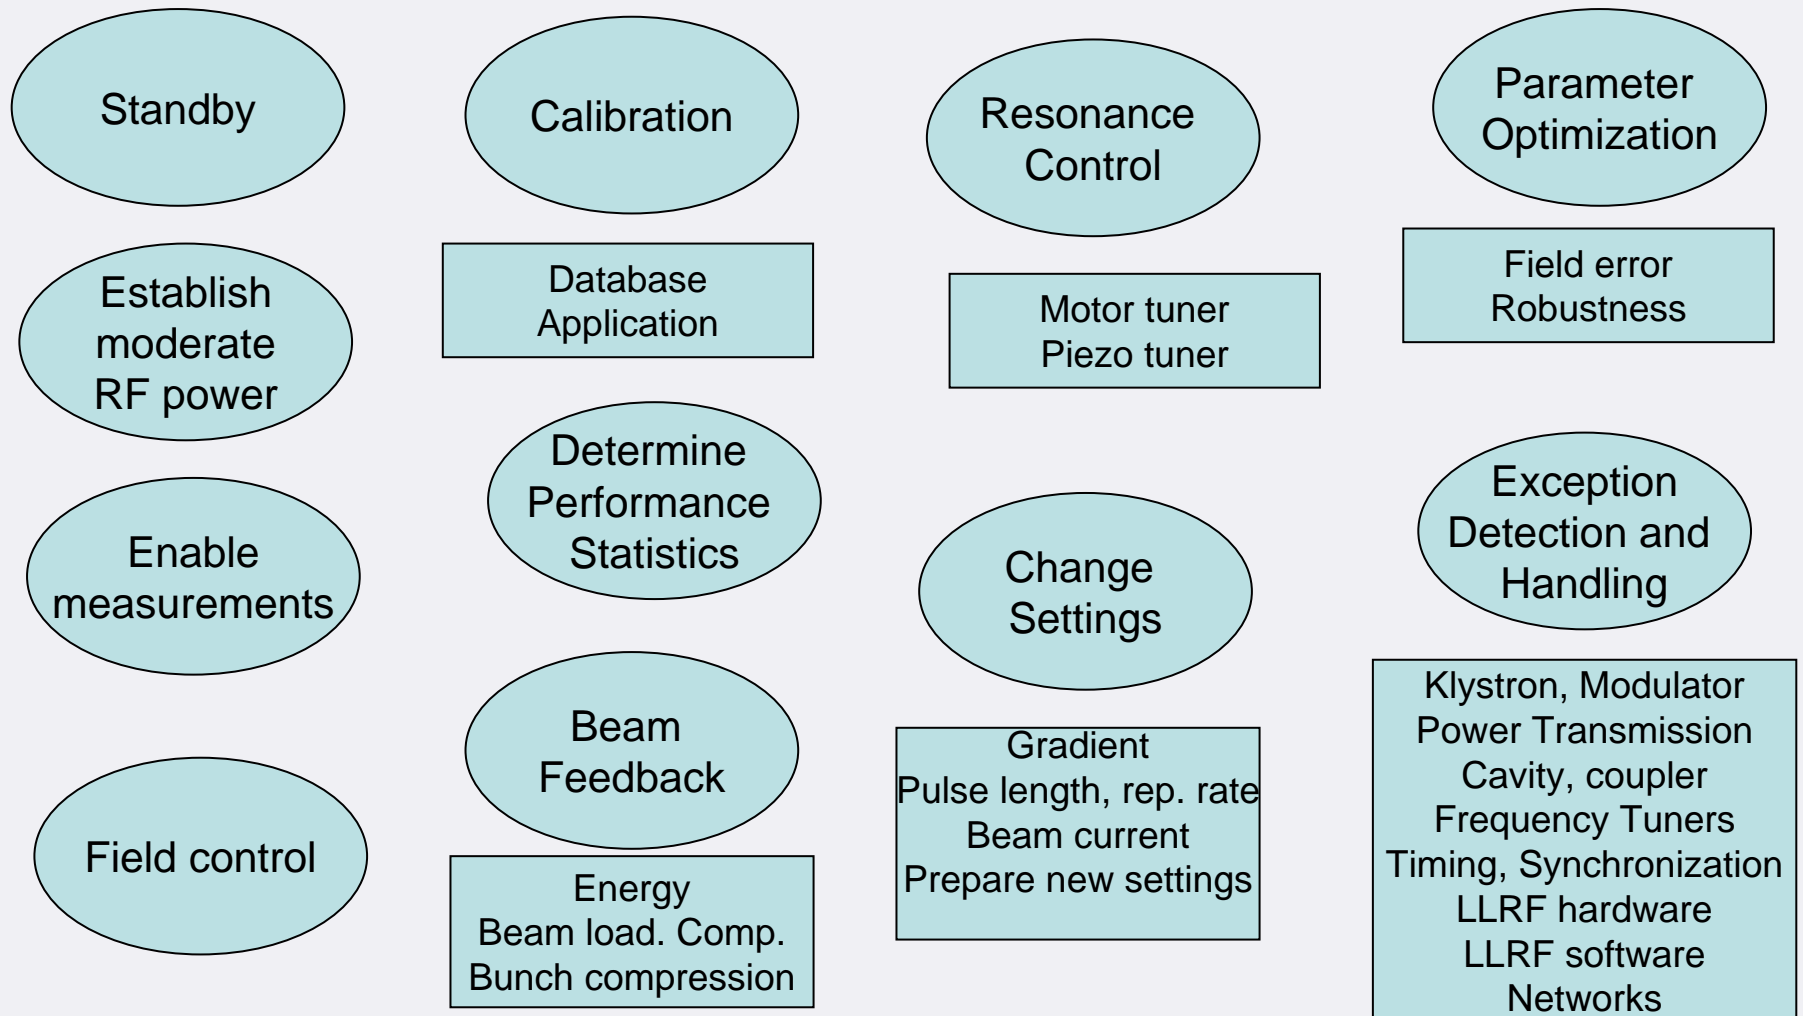 Standby
Establish
moderate
RF power
Enable
measurements
Field control
Calibration
Database
Application
Determine
Performance
Statistics
Beam
Feedback
Energy
Beam load. Comp.
Bunch compression
Resonance
Control
Motor tuner
Piezo tuner
Change
Settings
Gradient
Pulse length, rep. rate
Beam current
Prepare new settings
Parameter
Optimization
Field error
Robustness
Exception
Detection and
Handling
Klystron, Modulator
Power Transmission
Cavity, coupler
Frequency Tuners
Timing, Synchronization
LLRF hardware
LLRF software
Networks